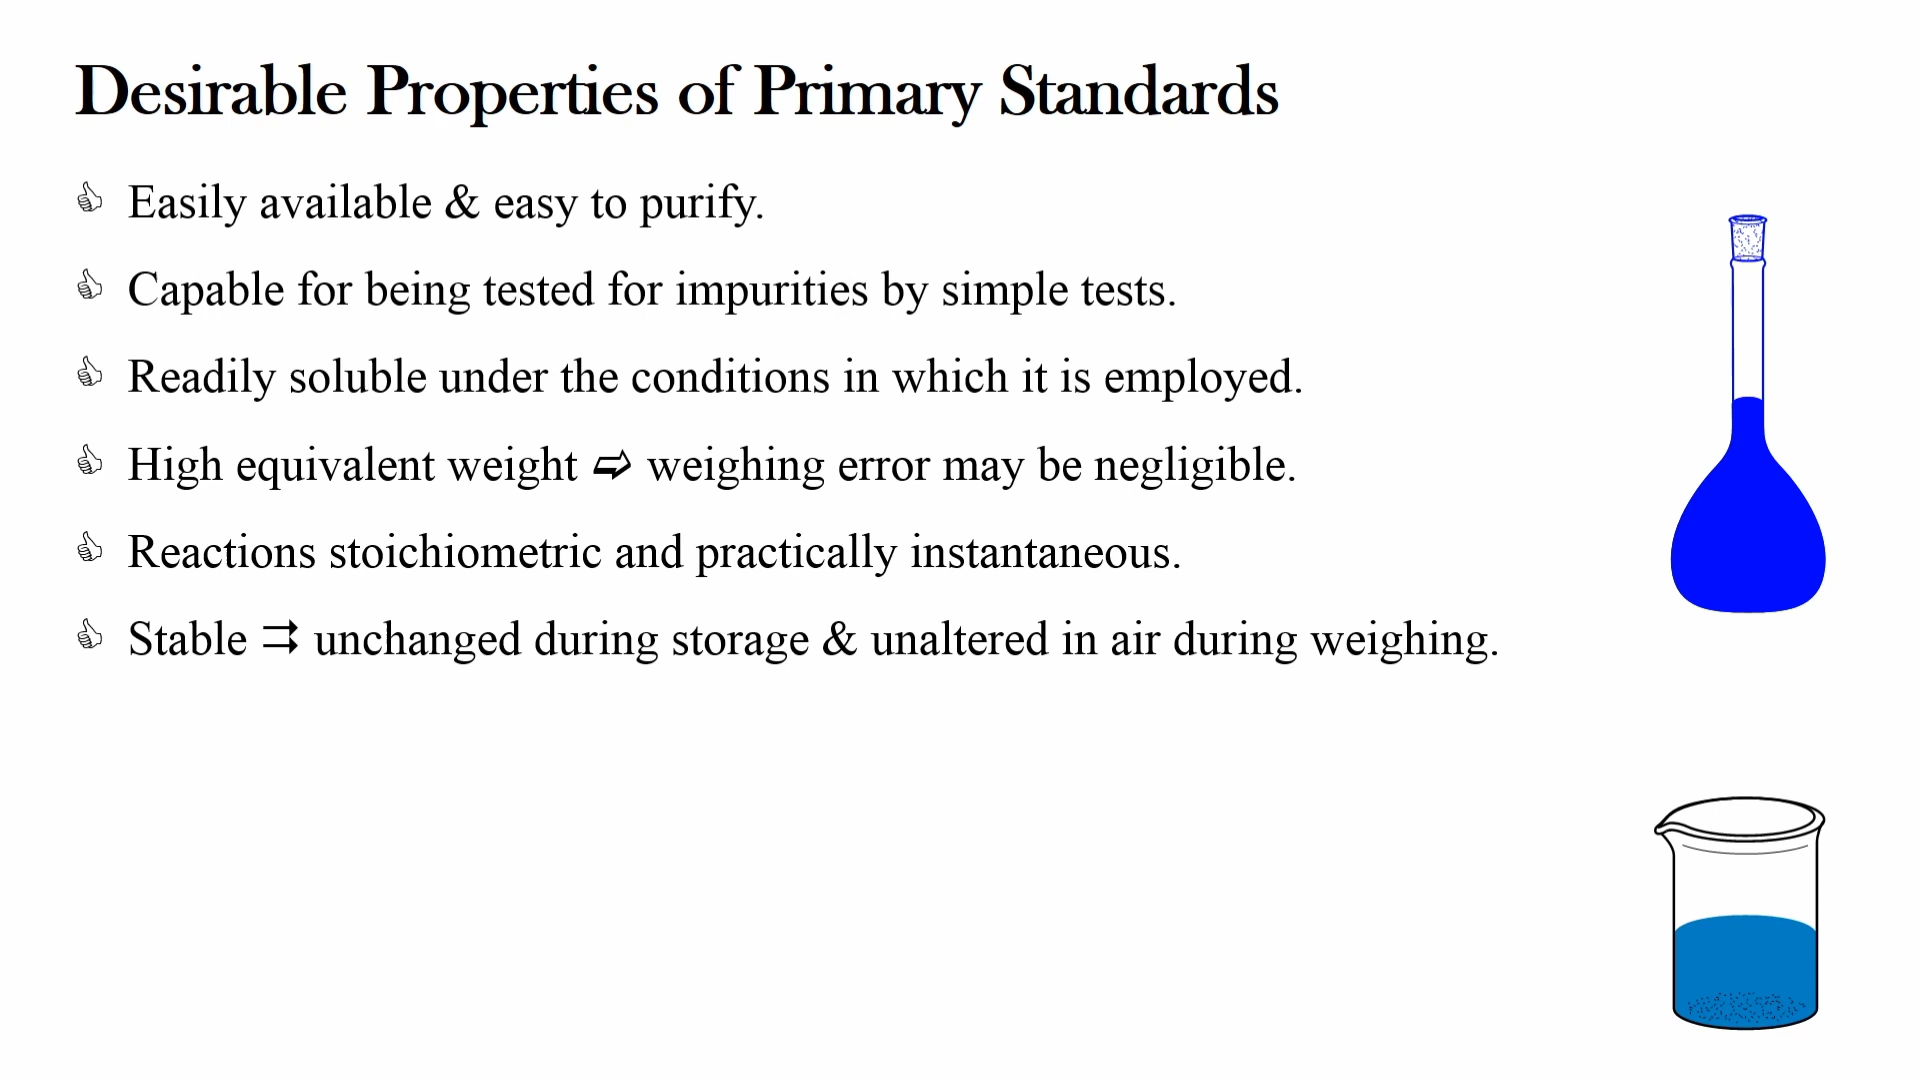 Desirable Properties of Primary Standards
👍 Easily available & easy to purify.
👍 Capable for being tested for impurities by simple tests.
👍 Readily soluble under the conditions in which it is employed.
👍 High equivalent weight ➩ weighing error may be negligible.
👍 Reactions stoichiometric and practically instantaneous.
👍 Stable ⇉ unchanged during storage & unaltered in air during weighing.